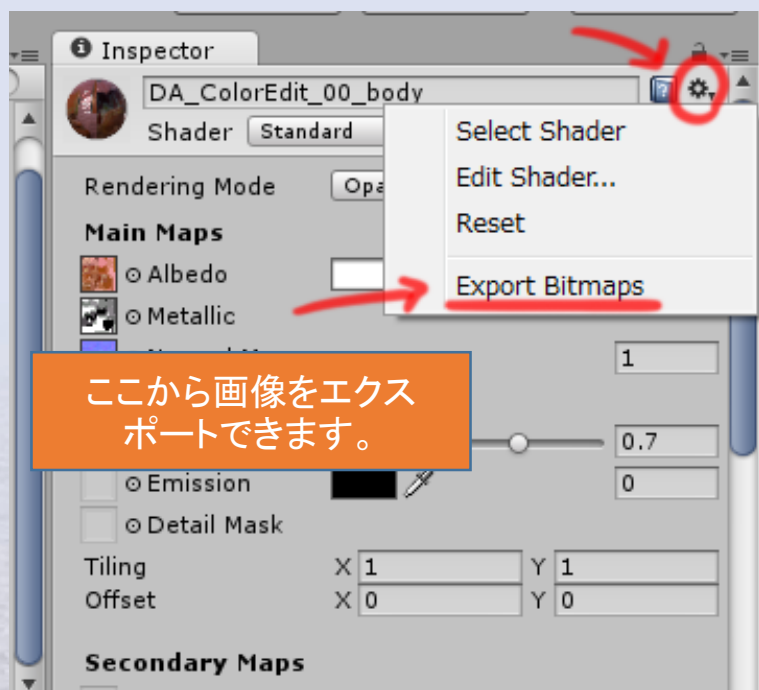 Inspector
DA_ColorEdit_00_body
Shader Standard
Select Shader
Edit Shader...
Reset
Export Bitmaps
Rendering Mode Opa
Main Maps
Albedo
Metallic
1
ここから画像をエクス
ポートできます。
0.7
Emission 0
Detail Mask
Tiling X 1 Y 1
Offset X 0 Y 0
Secondary Maps